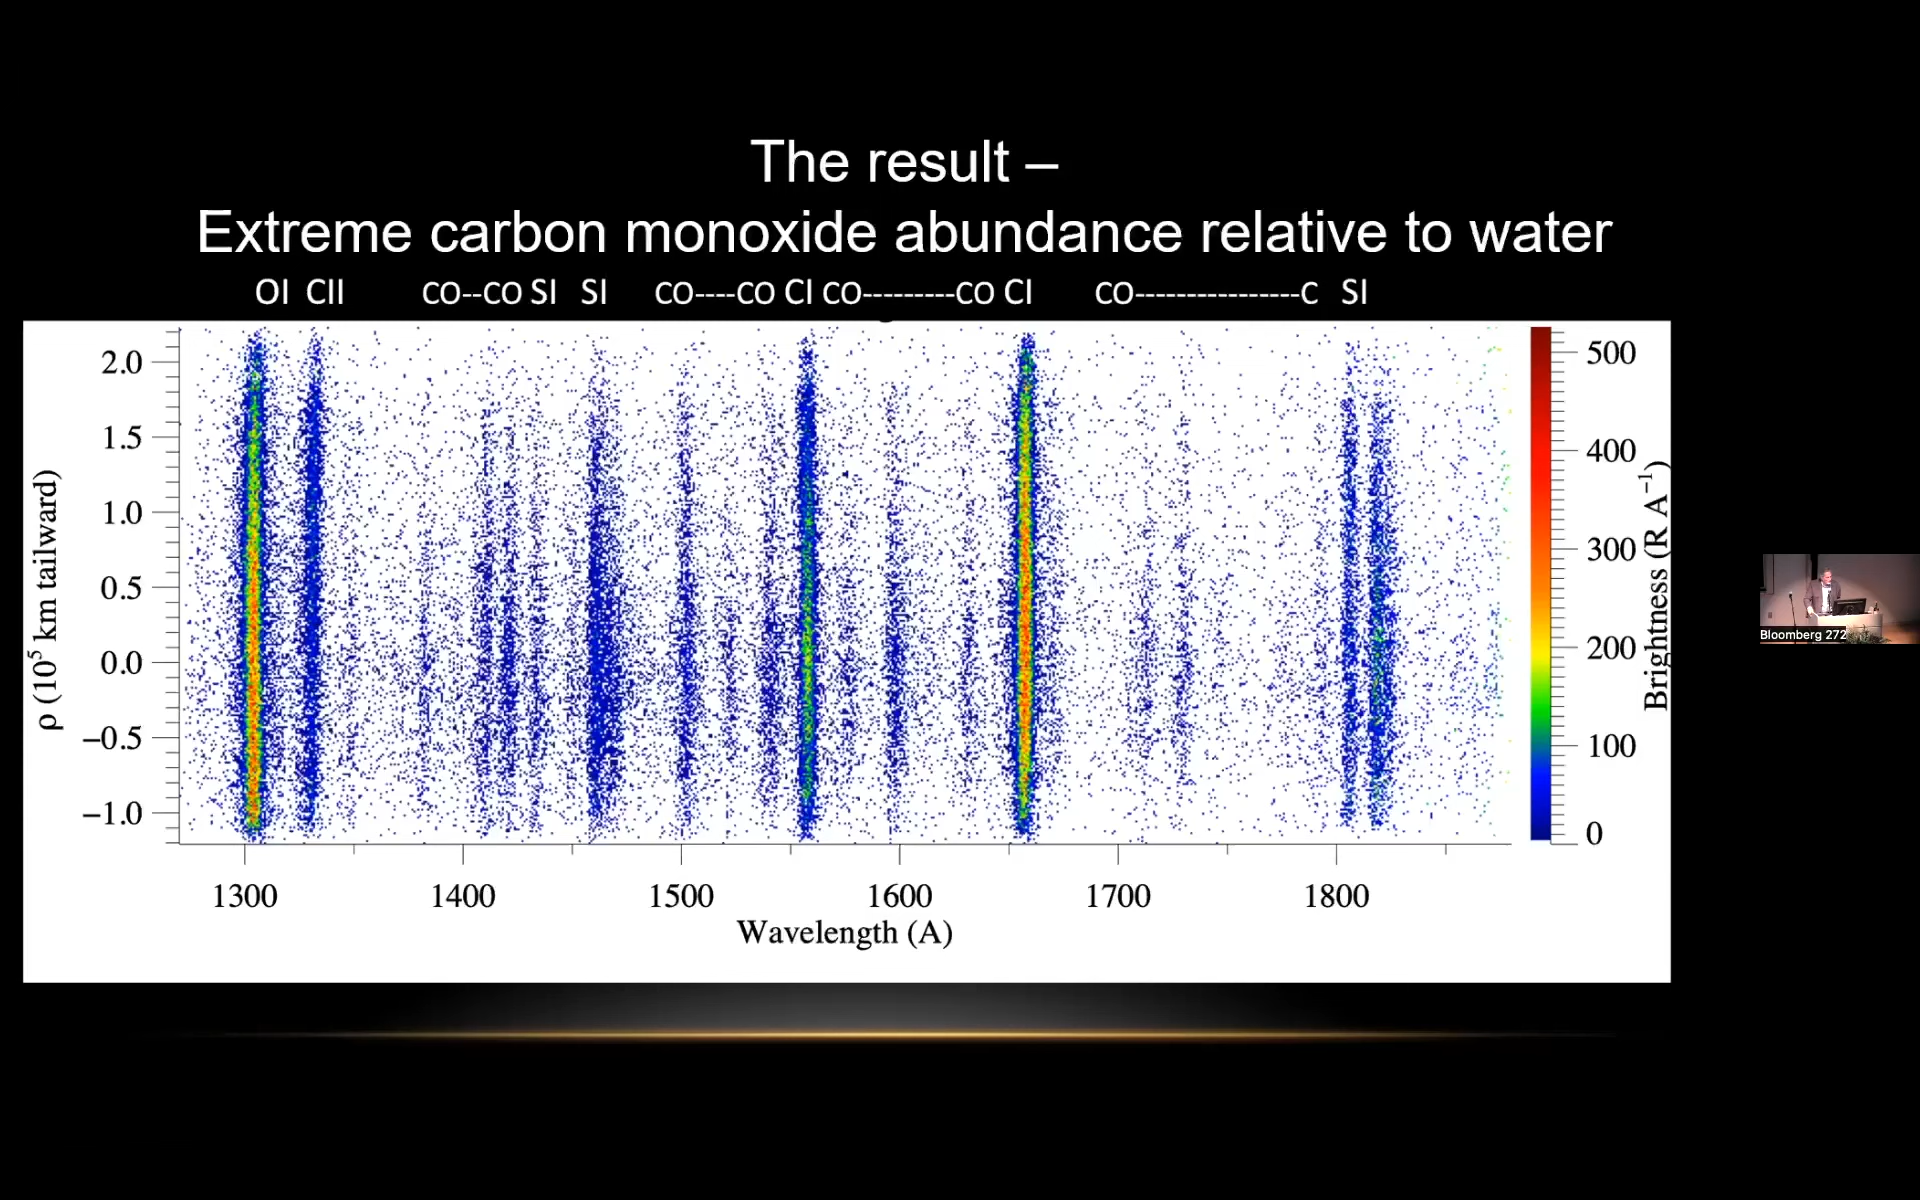 The result –
Extreme carbon monoxide abundance relative to water
OI CII CO--CO SI SI CO----CO CI CO---------CO CI CO----------------C SI
2.0
1.5
1.0
0.5
0.0
−0.5
−1.0
ρ (10⁵ km tailward)
1300 1400 1500 1600 1700 1800
Wavelength (A)
500
400
300
200
100
0
Brightness (R A⁻¹)
Bloomberg 272